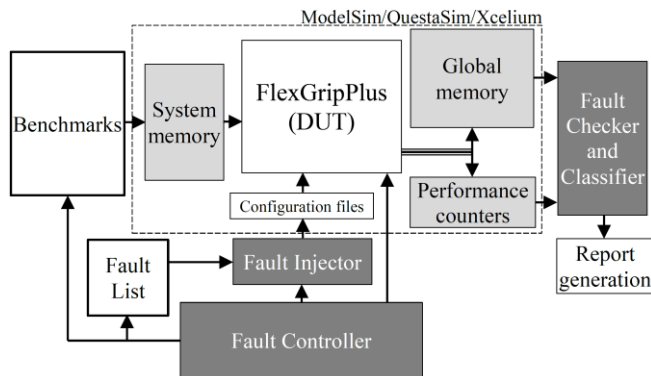 ModelSim/QuestaSim/Xcelium
Benchmarks
System
memory
FlexGripPlus
(DUT)
Global
memory
Fault
Checker
and
Classifier
Configuration files
Performance
counters
Fault
List
Fault Injector
Report
generation
Fault Controller